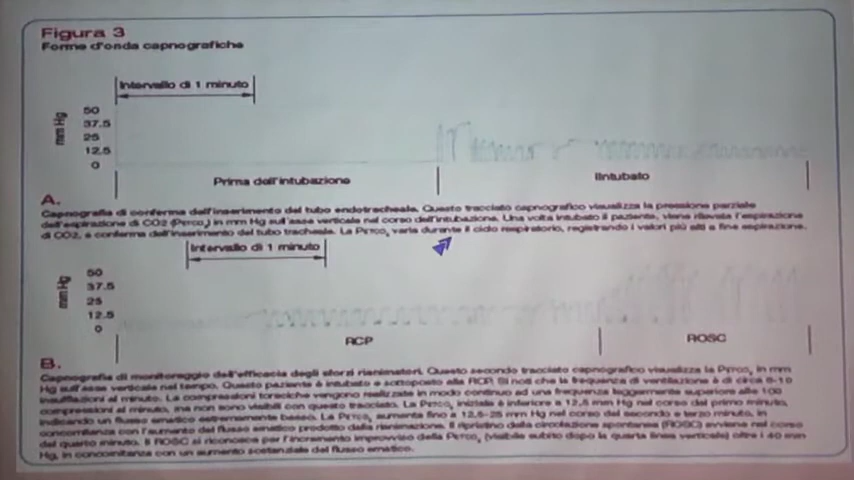 Figura 3
Forme d'onda capnografiche
Intervallo di 1 minuto
mm Hg
50
37.5
25
12.5
0
Prima dell'intubazione
IIntubato
A.
Capnografia di conferma dell'inserimento del tubo endotracheale. Questo tracciato capnografico visualizza la pressione parziale
dell'espirazione di CO2 (PETCO2) in mm Hg sull'asse verticale nel corso dell'intubazione. Una volta intubato il paziente, viene rilevata l'espirazione
di CO2, a conferma dell'inserimento del tubo tracheale. La PETCO2 varia durante il ciclo respiratorio, registrando i valori più alti a fine espirazione.
Intervallo di 1 minuto
mm Hg
50
37.5
25
12.5
0
RCP
ROSC
B.
Capnografia di monitoraggio dell'efficacia degli sforzi rianimatori. Questo secondo tracciato capnografico visualizza la PETCO2 in mm
Hg sull'asse verticale nel tempo. Questo paziente è intubato e sottoposto alla RCP. Si noti che la frequenza di ventilazione è di circa 8-10
insufflazioni al minuto. Le compressioni toraciche vengono realizzate in modo continuo ad una frequenza leggermente superiore alle 100
compressioni al minuto, ma non sono visibili con questo tracciato. La PETCO2 iniziale è inferiore a 12,5 mm Hg nel corso del primo minuto,
indicando un flusso ematico estremamente basso. La PETCO2 aumenta fino a 12,5-25 mm Hg nel corso del secondo e terzo minuto, in
concomitanza con l'aumento del flusso ematico prodotto dalla rianimazione. Il ripristino della circolazione spontanea (ROSC) avviene nel corso
del quarto minuto. Il ROSC si riconosce per l'incremento improvviso della PETCO2 (visibile subito dopo la quarta linea verticale) oltre i 40 mm
Hg, in concomitanza con un aumento sostanziale del flusso ematico.